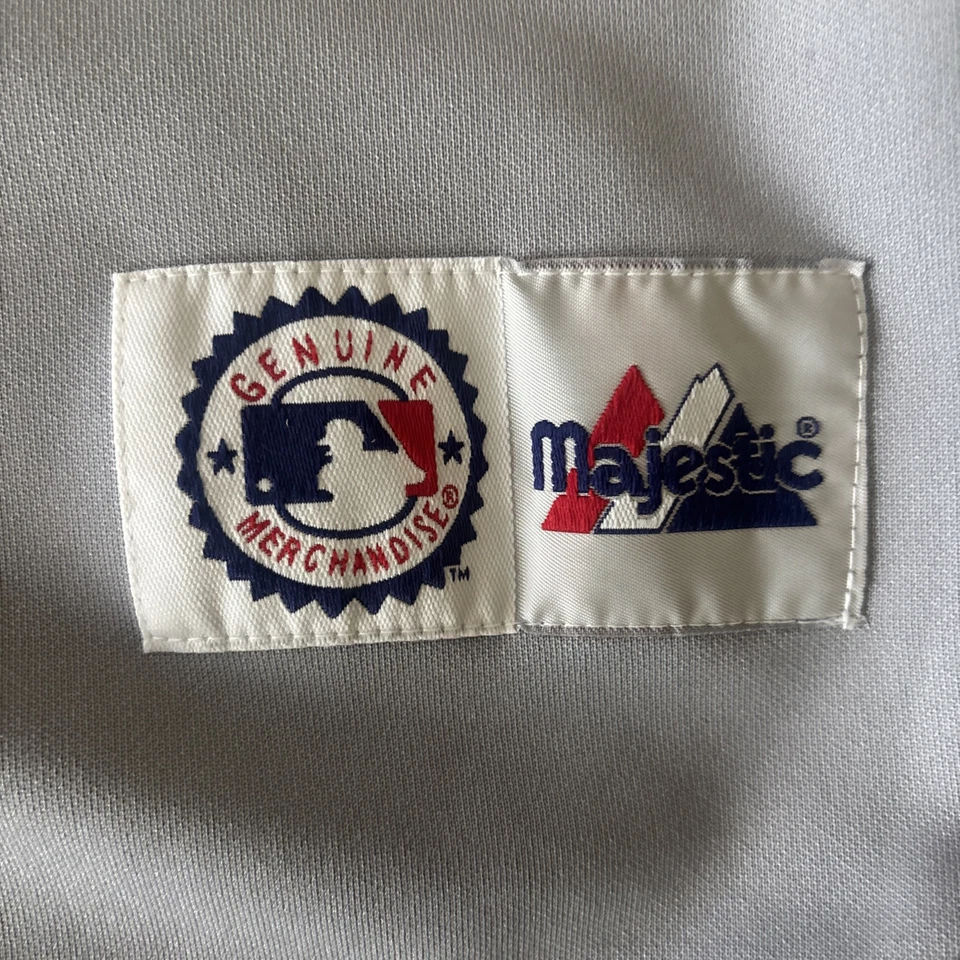 GENUINE
MERCHANDISE®
™
Majestic®